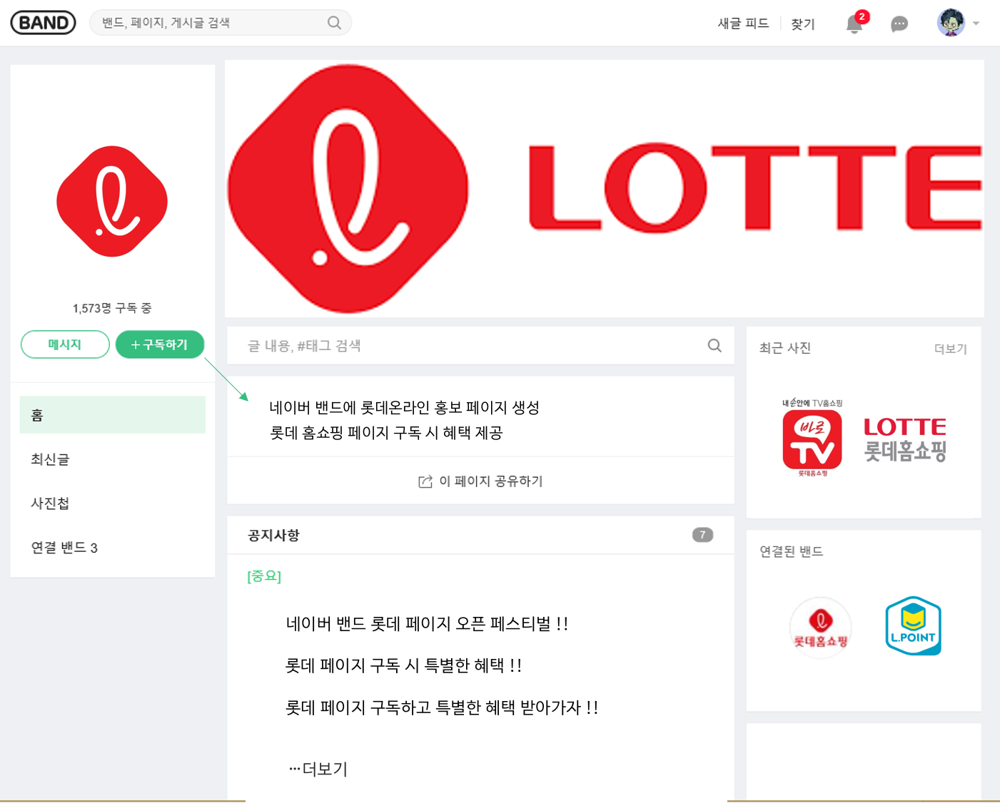 BAND
밴드, 페이지, 게시글 검색
새글 피드
찾기
2
LOTTE
1,573명 구독 중
메시지
+ 구독하기
홈
최신글
사진첩
연결 밴드 3
글 내용, #태그 검색
네이버 밴드에 롯데온라인 홍보 페이지 생성
롯데 홈쇼핑 페이지 구독 시 혜택 제공
이 페이지 공유하기
공지사항
7
[중요]
네이버 밴드 롯데 페이지 오픈 페스티벌 !!
롯데 페이지 구독 시 특별한 혜택 !!
롯데 페이지 구독하고 특별한 혜택 받아가자 !!
…더보기
최근 사진
더보기
내손안에 TV홈쇼핑
바로
TV
롯데홈쇼핑
LOTTE
롯데홈쇼핑
연결된 밴드
롯데홈쇼핑
L.POINT